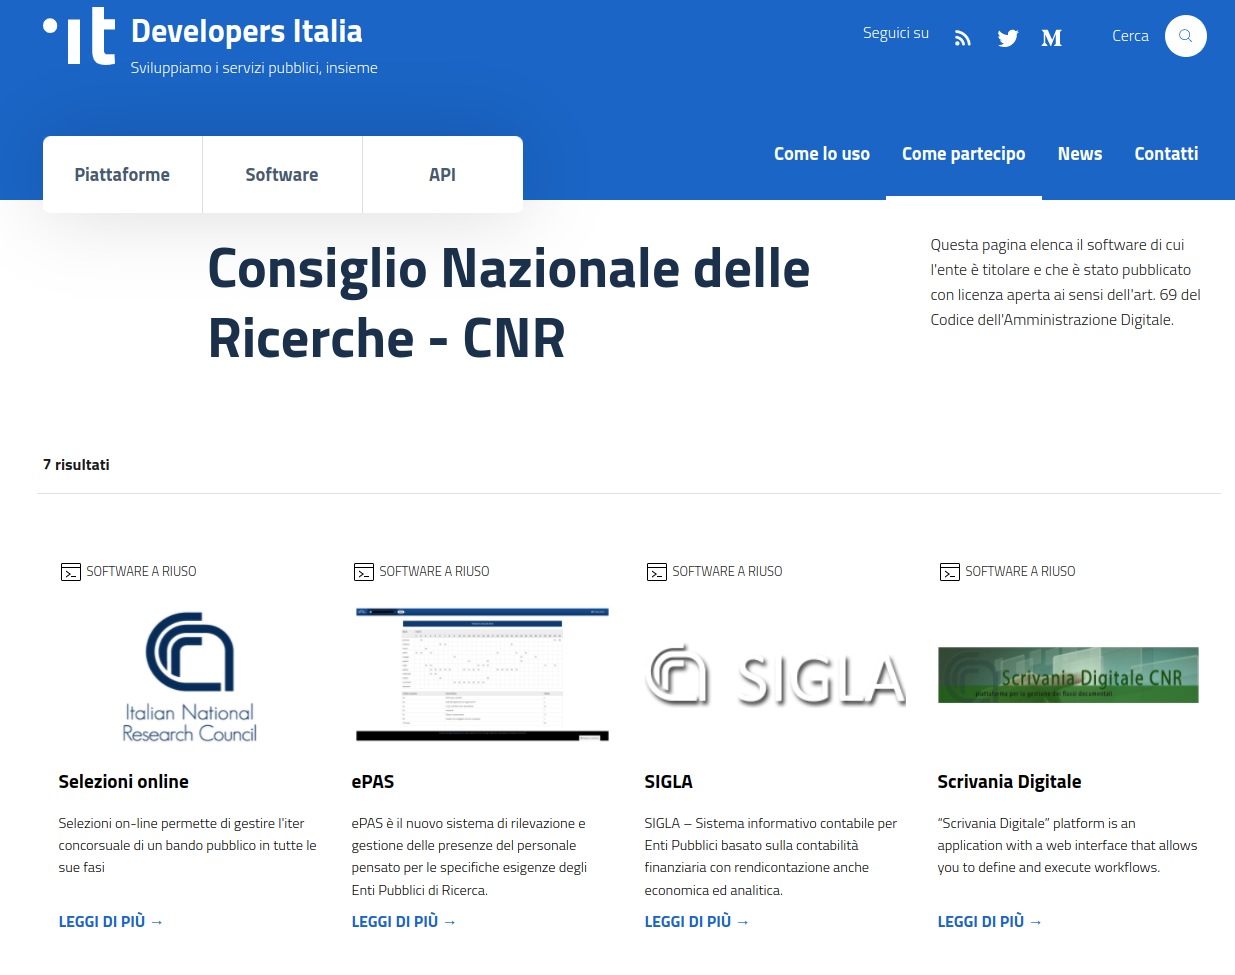 Developers Italia
Sviluppiamo i servizi pubblici, insieme
Seguici su
Cerca
Piattaforme
Software
API
Come lo uso
Come partecipo
News
Contatti
Consiglio Nazionale delle
Ricerche - CNR
Questa pagina elenca il software di cui
l'ente è titolare e che è stato pubblicato
con licenza aperta ai sensi dell'art. 69 del
Codice dell'Amministrazione Digitale.
7 risultati
SOFTWARE A RIUSO
Italian National
Research Council
Selezioni online
Selezioni on-line permette di gestire l'iter
concorsuale di un bando pubblico in tutte le
sue fasi
LEGGI DI PIÙ →
SOFTWARE A RIUSO
ePAS
ePAS è il nuovo sistema di rilevazione e
gestione delle presenze del personale
pensato per le specifiche esigenze degli
Enti Pubblici di Ricerca.
LEGGI DI PIÙ →
SOFTWARE A RIUSO
SIGLA
SIGLA
SIGLA – Sistema informativo contabile per
Enti Pubblici basato sulla contabilità
finanziaria con rendicontazione anche
economica ed analitica.
LEGGI DI PIÙ →
SOFTWARE A RIUSO
Scrivania Digitale CNR
piattaforma per la gestione dei flussi documentali
Scrivania Digitale
“Scrivania Digitale” platform is an
application with a web interface that allows
you to define and execute workflows.
LEGGI DI PIÙ →